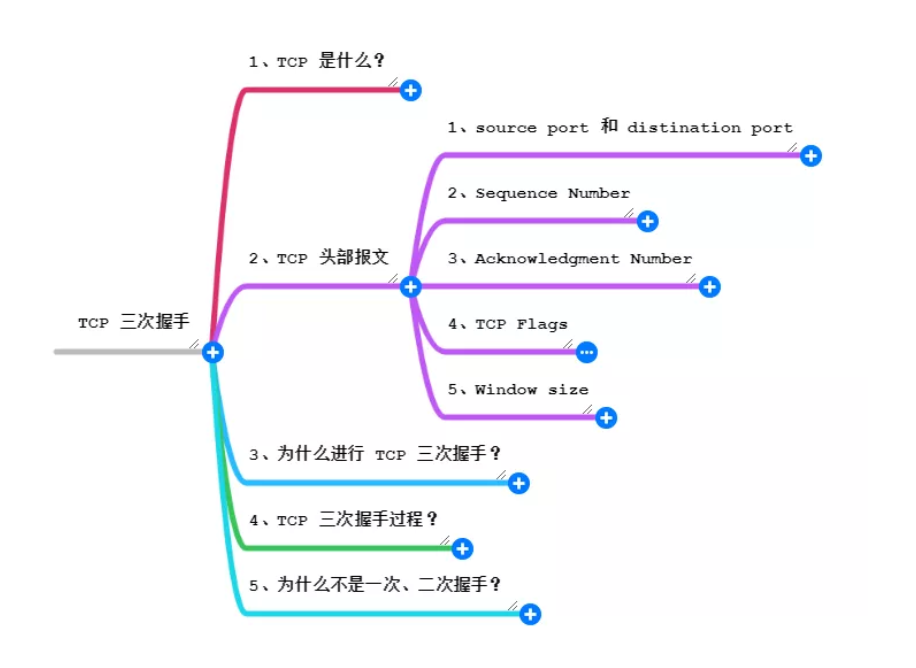 1、TCP 是什么？
1、source port 和 distination port
2、Sequence Number
2、TCP 头部报文
3、Acknowledgment Number
TCP 三次握手
4、TCP Flags
5、Window size
3、为什么进行 TCP 三次握手？
4、TCP 三次握手过程？
5、为什么不是一次、二次握手？